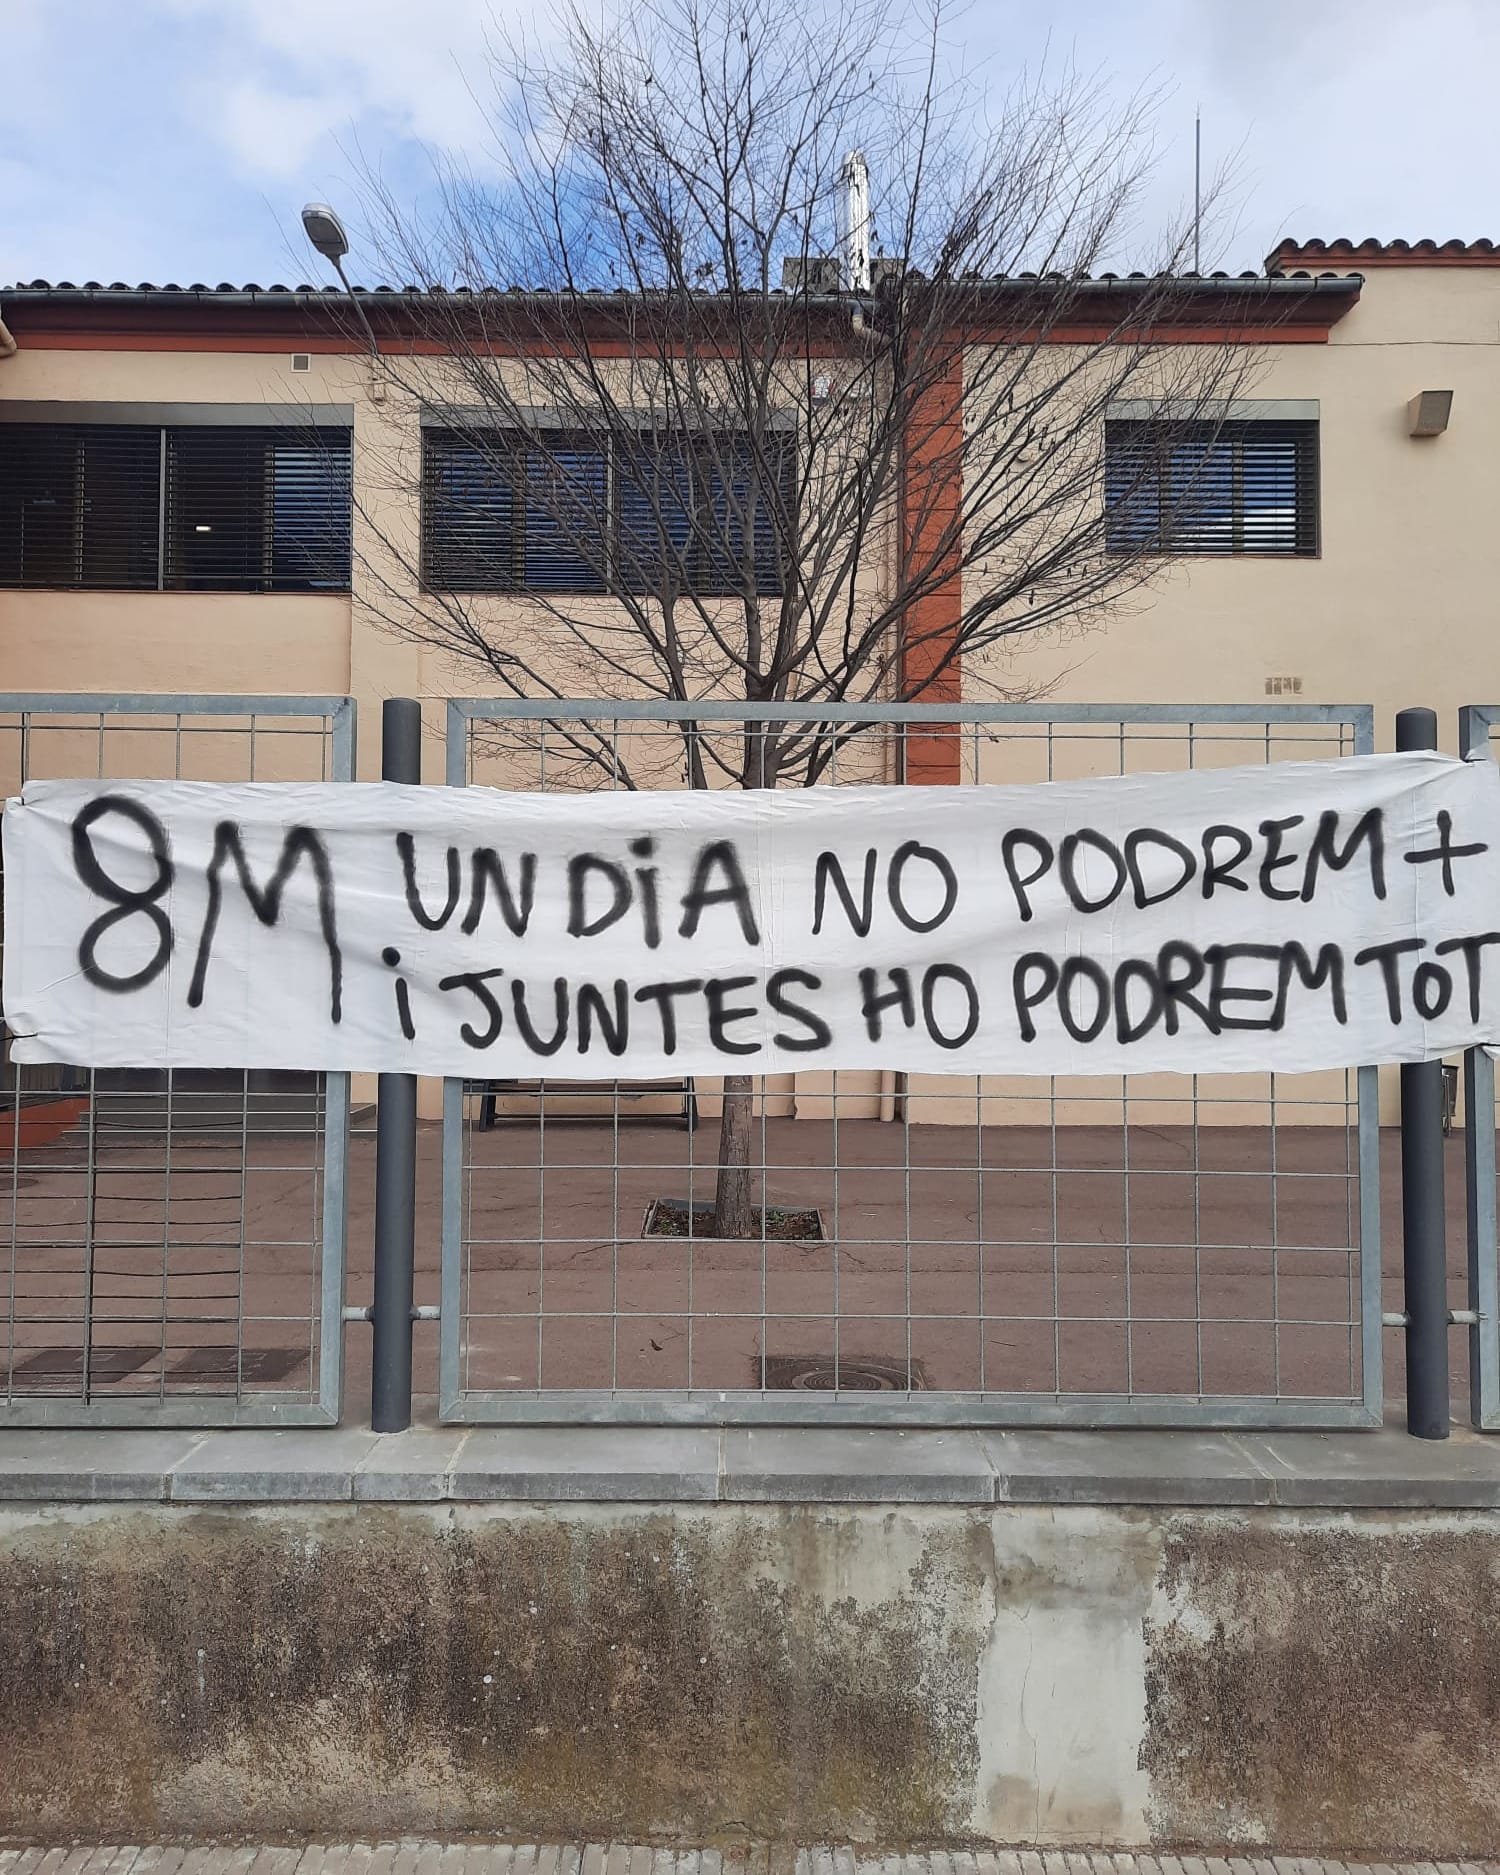 8M UN DiA NO PODREM +
i JUNTES HO PODREM TOT